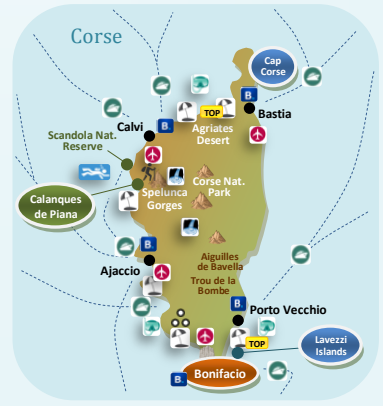 Corse
Cap
Corse
B.
Bastia
B.
TOP
Calvi
Agriates
Desert
Scandola Nat.
Reserve
Corse Nat.
Park
Spelunca
Gorges
Calanques
de Piana
B.
Ajaccio
Aiguilles
de Bavella
Trou de la
Bombe
B.
Porto Vecchio
TOP
Lavezzi
Islands
B.
Bonifacio